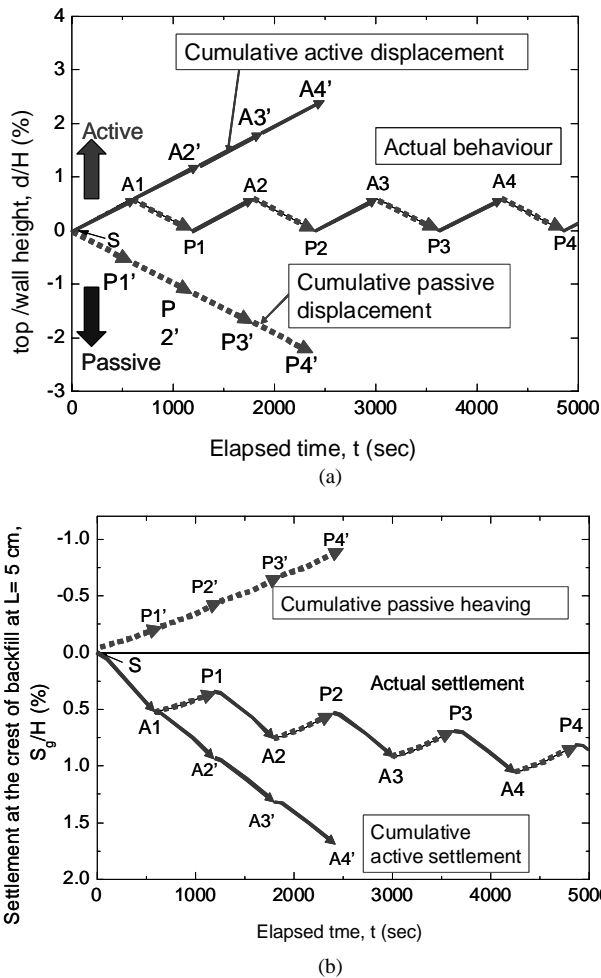 4
3
2
1
0
-1
-2
-3
top /wall height, d/H (%)
Cumulative active displacement
A4'
A3'
A2'
Active
Actual behaviour
A1
A2
A3
A4
S
P1
P2
P3
P4
P1'
P
2'
P3'
P4'
Cumulative passive
displacement
Passive
0 1000 2000 3000 4000 5000
Elapsed time, t (sec)
(a)
Settlement at the crest of backfill at L= 5 cm,
Sg/H (%)
-1.0
-0.5
0.0
0.5
1.0
1.5
2.0
P4'
P3'
P2'
P1'
Cumulative passive heaving
S
P1
P2
Actual settlement
P3
P4
A1
A2
A3
A4
A2'
A3'
A4'
Cumulative
active settlement
0 1000 2000 3000 4000 5000
Elapsed tme, t (sec)
(b)